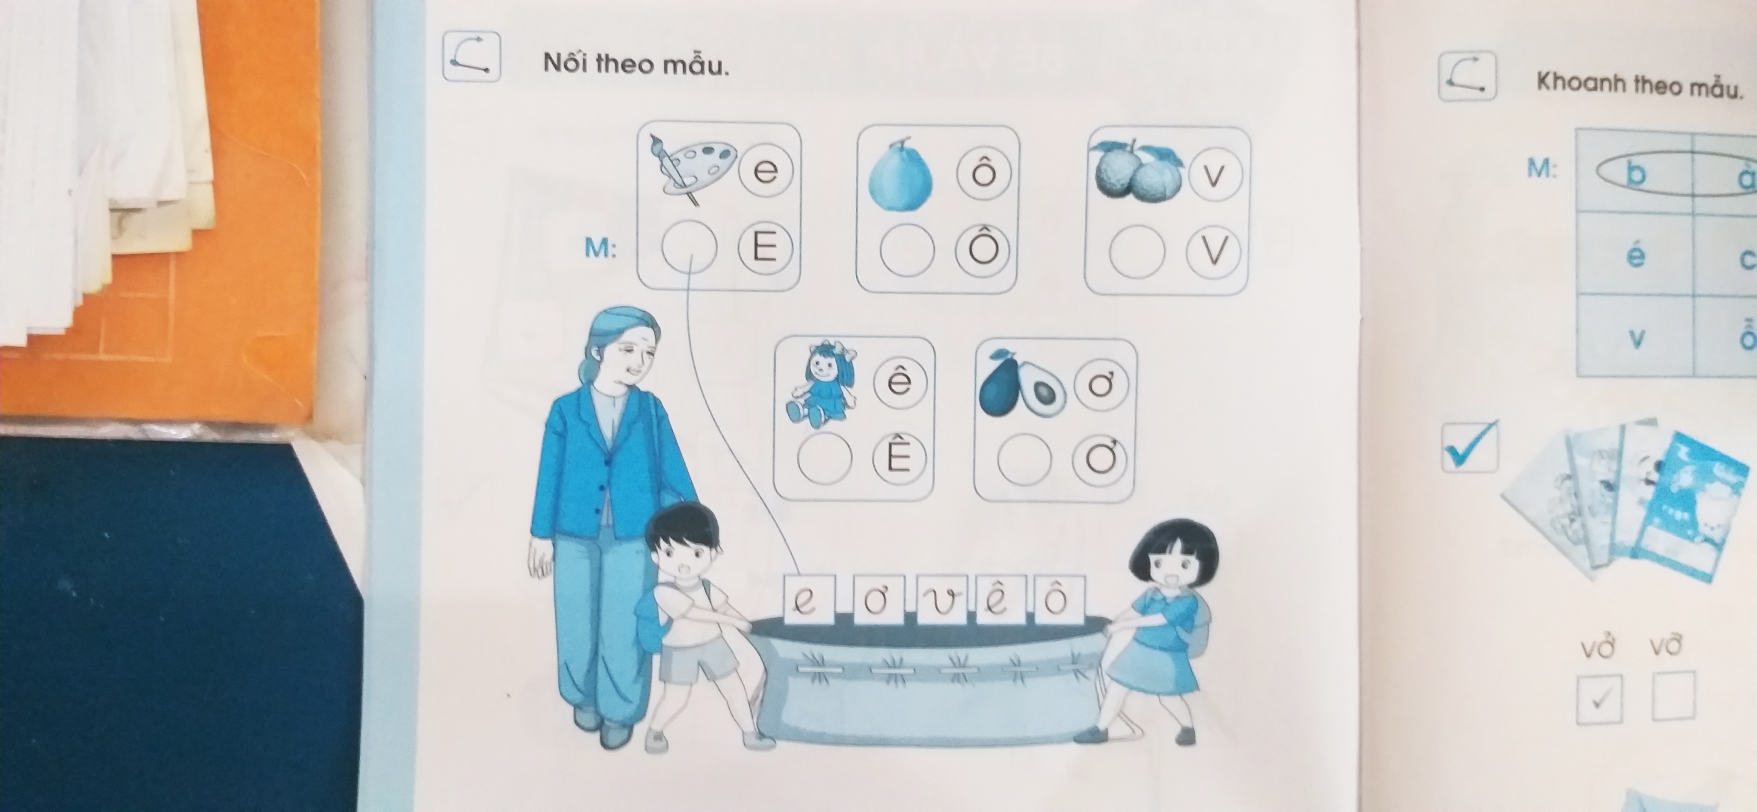 Nối theo mẫu.
e
Ô
v
M:
E
Ô
V
ê
ơ
Ê
Ơ
e ơ v ê ô
Khoanh theo mẫu.
M:
b
é
v
vở vỡ